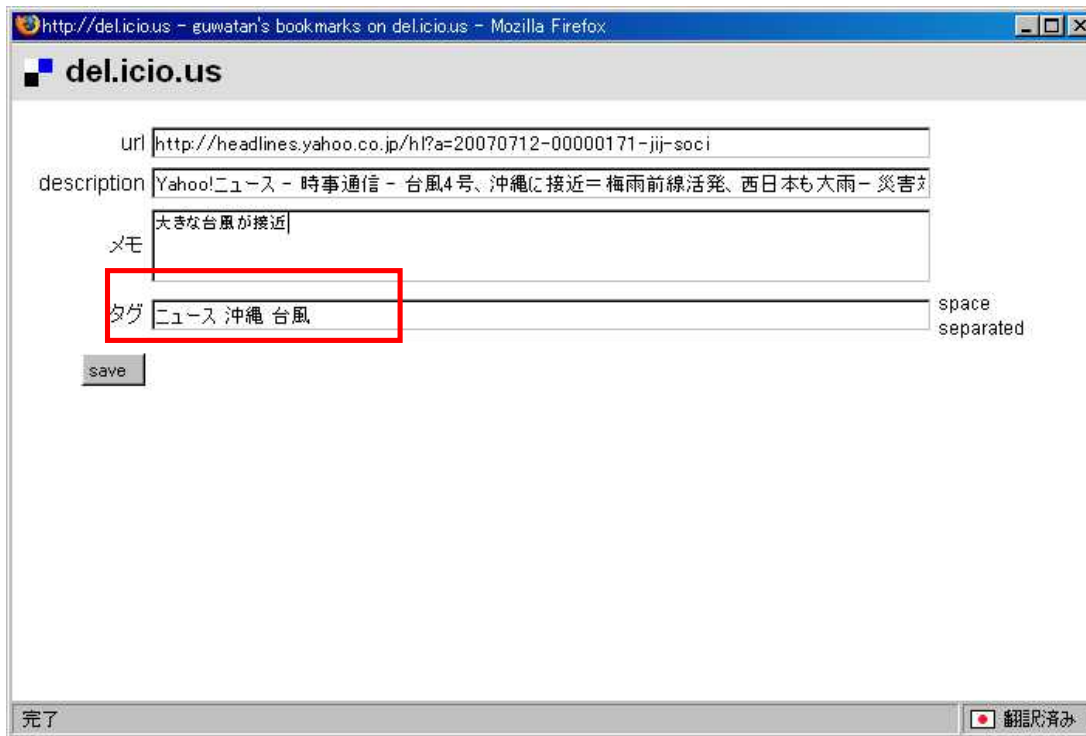 http://del.icio.us - guwatan's bookmarks on del.icio.us - Mozilla Firefox
del.icio.us
url http://headlines.yahoo.co.jp/hl?a=20070712-00000171-jij-soci
description Yahoo!ニュース - 時事通信 - 台風4号、沖縄に接近＝梅雨前線活発、西日本も大雨－災害
メモ 大きな台風が接近
タグ ニュース 沖縄 台風 space separated
save
完了 翻訳済み